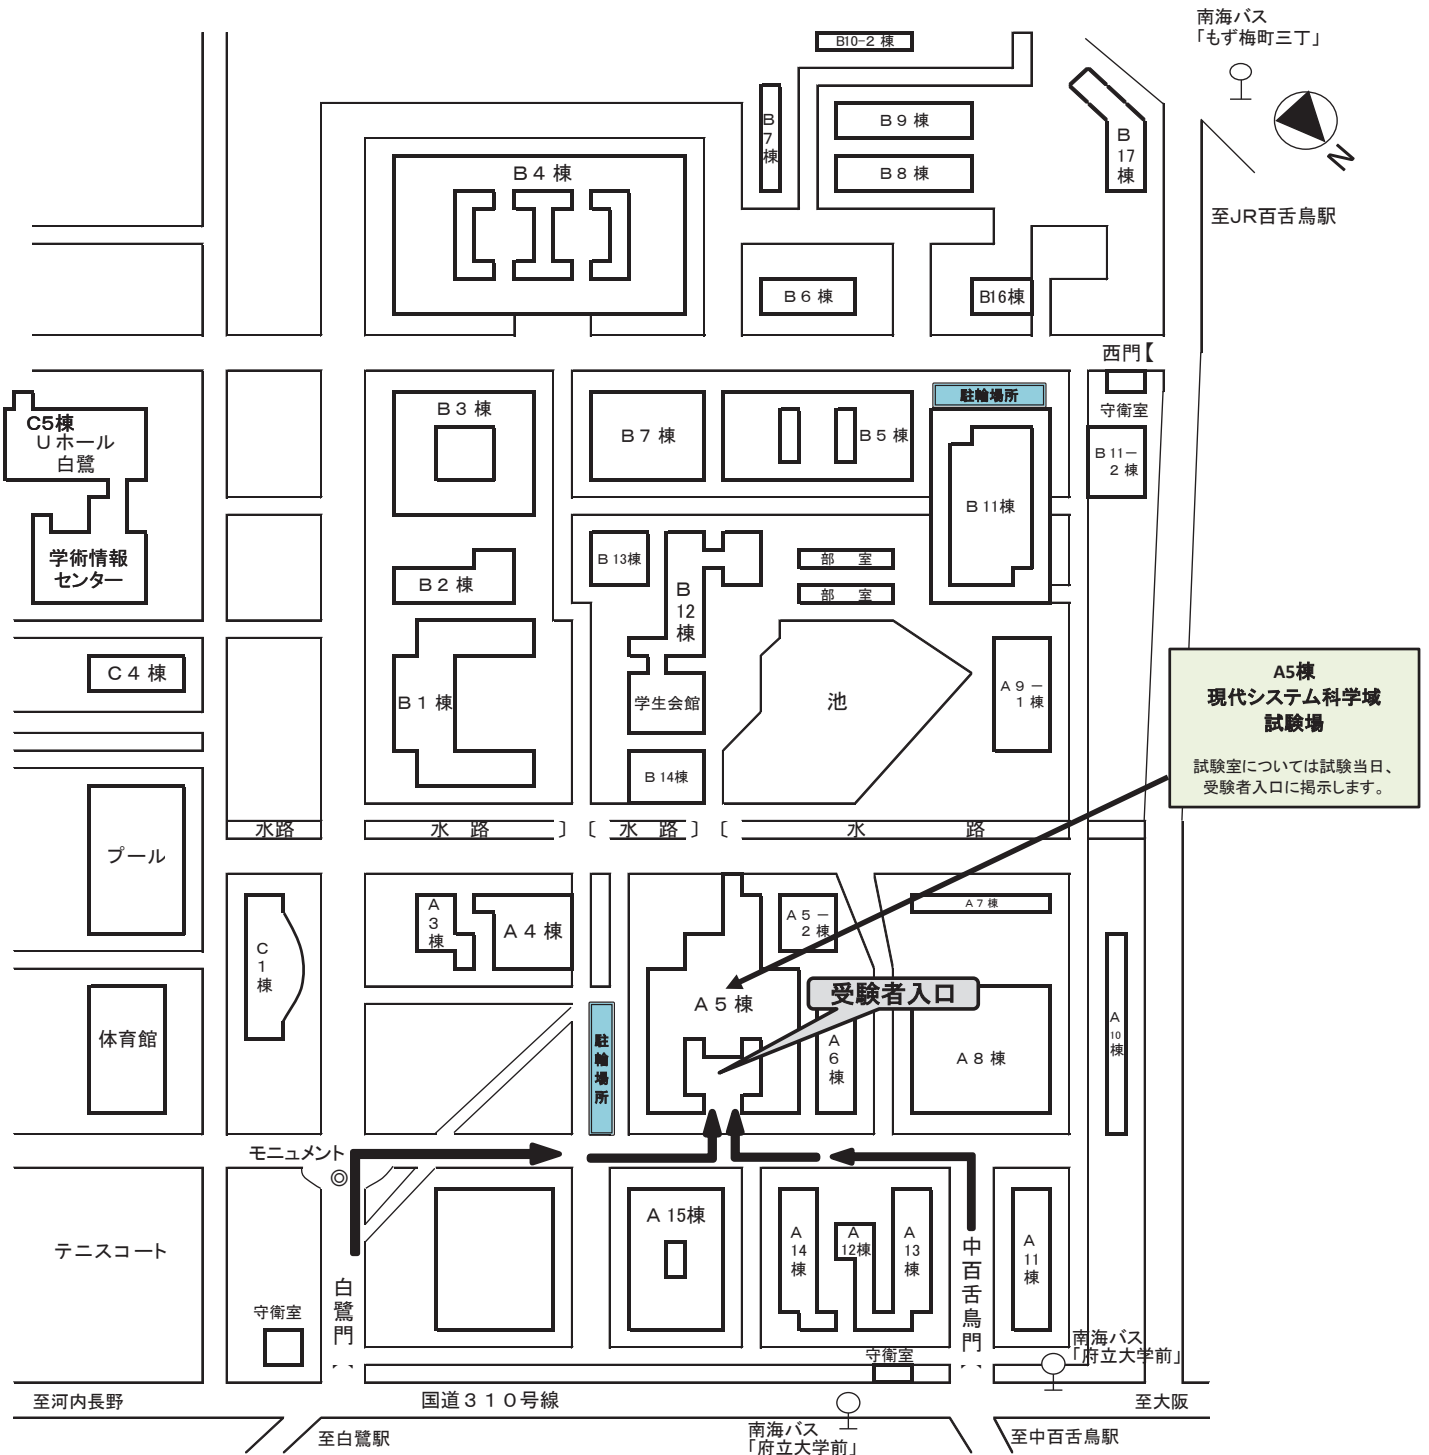 南海バス
「もず梅町三丁」
B10-2 棟
B
7
棟
B 9 棟
B 8 棟
B
17
棟
N
至JR百舌鳥駅
B 4 棟
B 6 棟
B16棟
西門【
守衛室
駐輪場所
C5棟
Uホール
白鷺
B 3 棟
B 7 棟
B 5 棟
B 11－
2 棟
B 11棟
学術情報
センター
B 13棟
B 2 棟
B
12
棟
部 室
部 室
C 4 棟
B 1 棟
学生会館
池
A 9－
1 棟
A5棟
現代システム科学域
試験場
試験室については試験当日、
受験者入口に掲示します。
B 14棟
水路
水 路
〕
〔
水 路
〕
〔
水 路
プール
A
3
棟
A 4 棟
A 5－
2 棟
A 7 棟
C
1
棟
A 5 棟
受験者入口
体育館
駐
輪
場
所
A
6
棟
A 8 棟
A
10
棟
モニュメント
◎
テニスコート
A 15棟
A
14
棟
A
12棟
A
13
棟
中
百
舌
鳥
門
【
A
11
棟
白
鷺
門
【
守衛室
守衛室
南海バス
「府立大学前」
至河内長野
国道３１０号線
至大阪
至白鷺駅
南海バス
「府立大学前」
至中百舌鳥駅